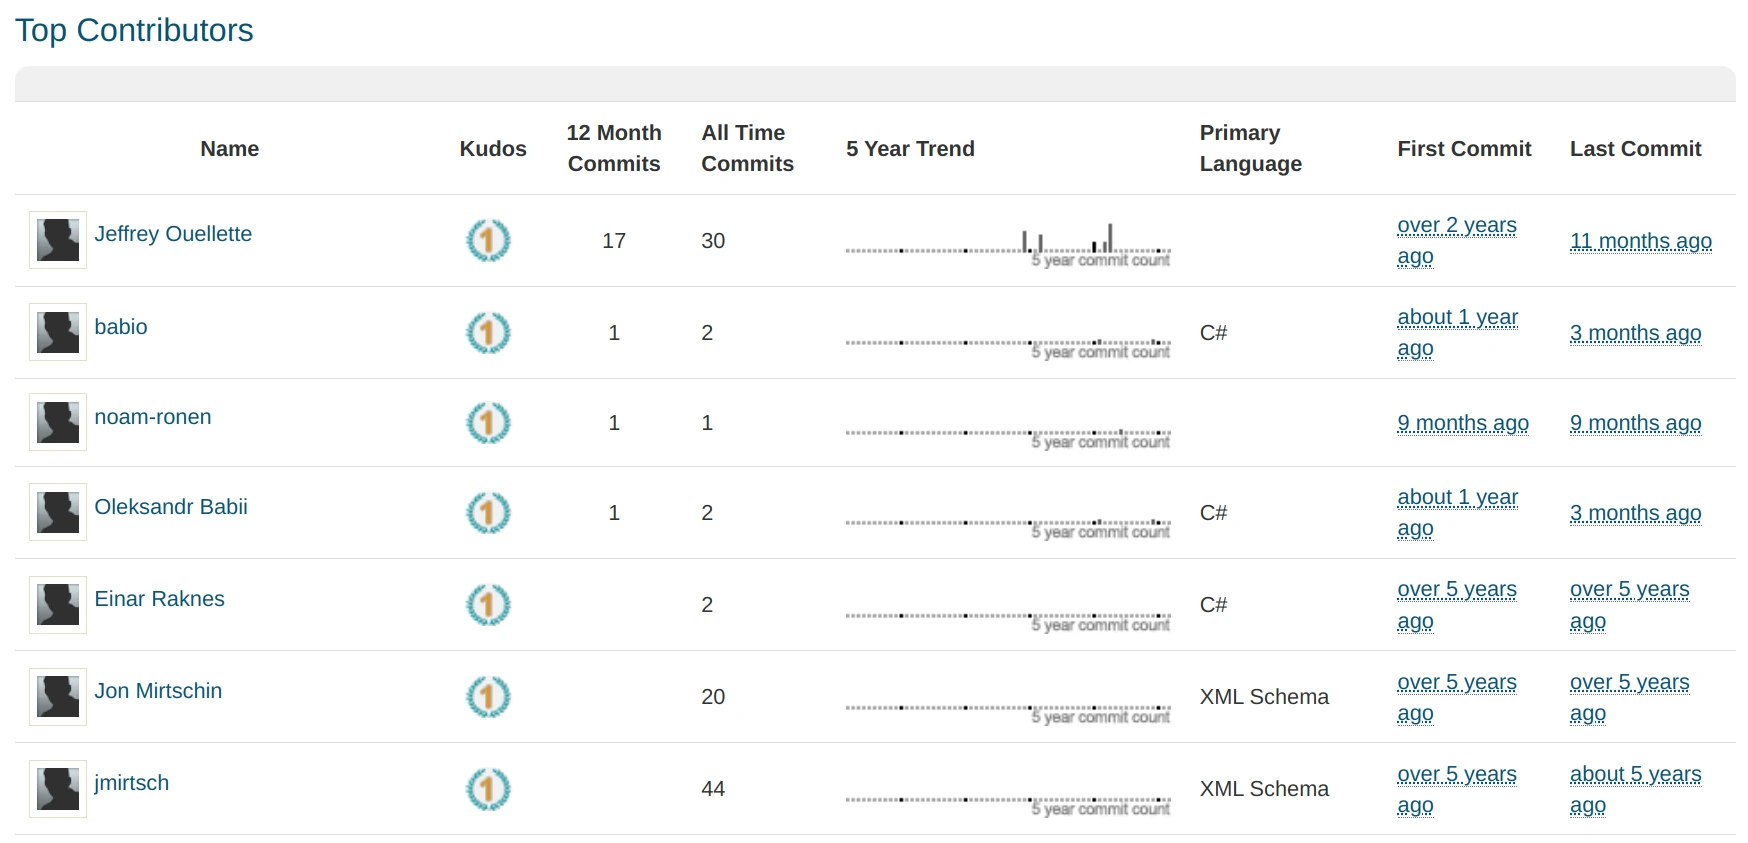 Top Contributors
Name Kudos 12 Month Commits All Time Commits 5 Year Trend Primary Language First Commit Last Commit
Jeffrey Ouellette 1 17 30 5 year commit count over 2 years ago 11 months ago
babio 1 1 2 5 year commit count C# about 1 year ago 3 months ago
noam-ronen 1 1 1 5 year commit count 9 months ago 9 months ago
Oleksandr Babii 1 1 2 5 year commit count C# about 1 year ago 3 months ago
Einar Raknes 1 2 5 year commit count C# over 5 years ago over 5 years ago
Jon Mirtschin 1 20 5 year commit count XML Schema over 5 years ago over 5 years ago
jmirtsch 1 44 5 year commit count XML Schema over 5 years ago about 5 years ago